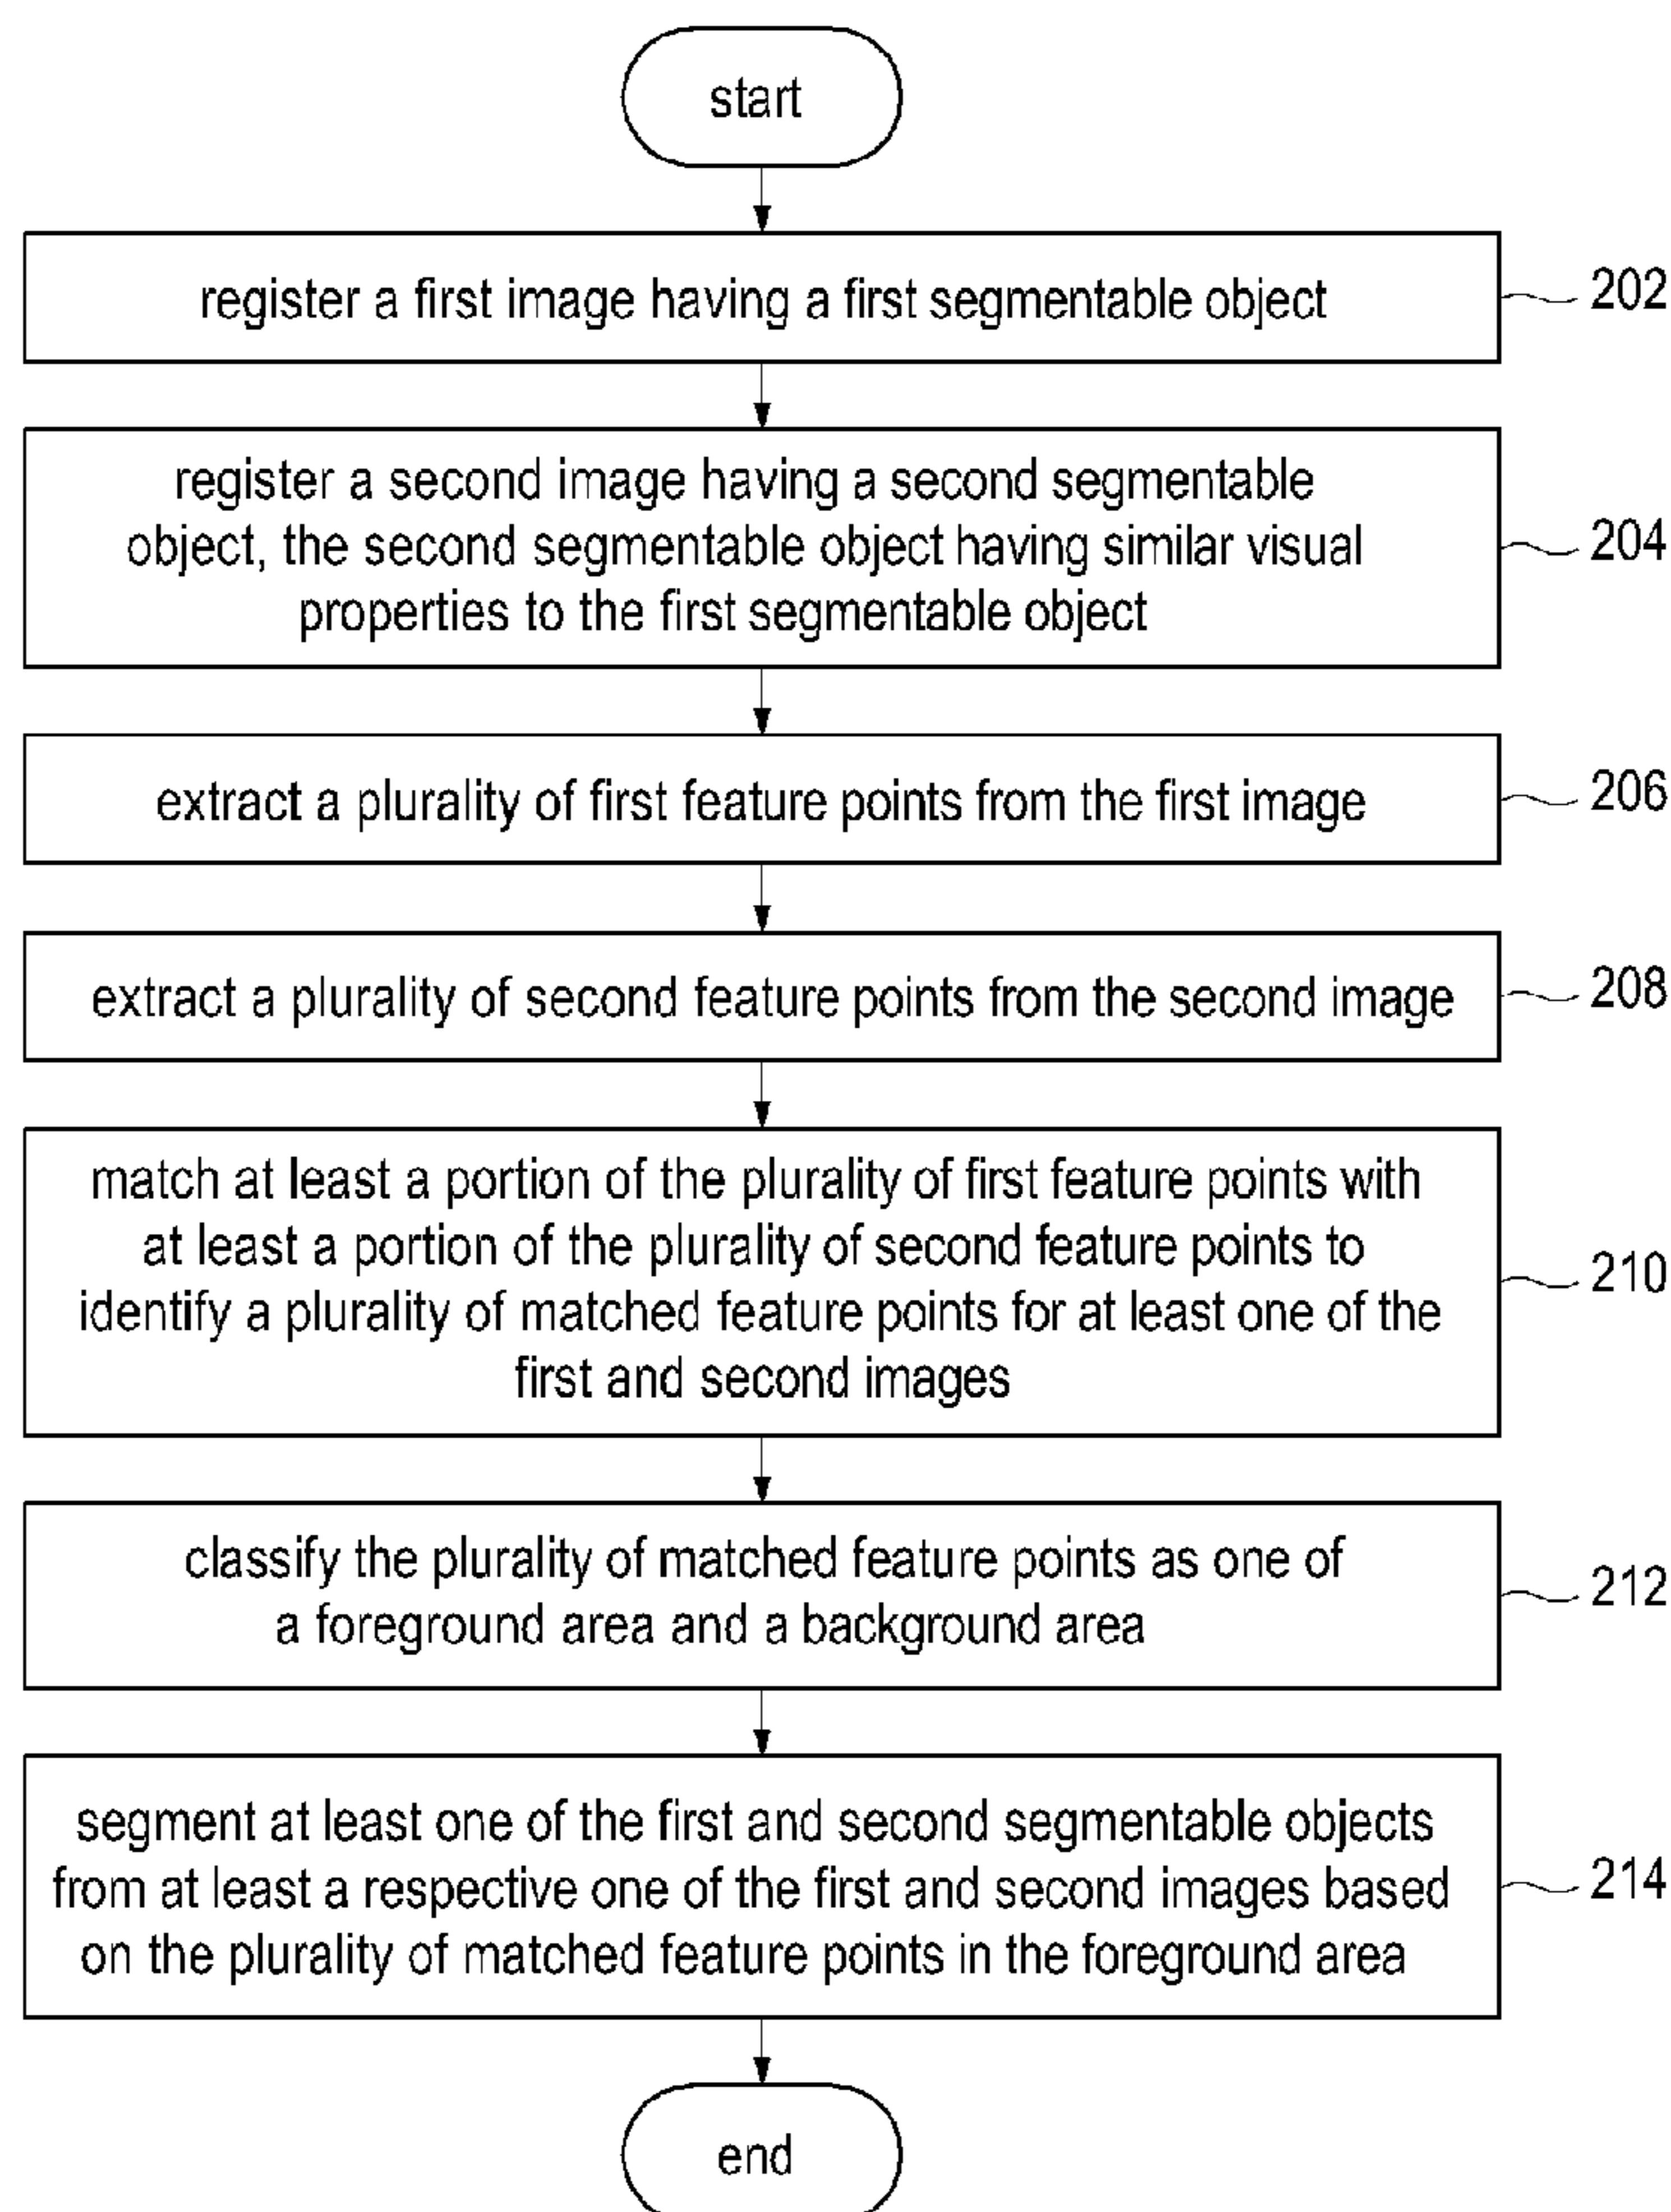 start
register a first image having a first segmentable object
202
register a second image having a second segmentable
object, the second segmentable object having similar visual
properties to the first segmentable object
204
extract a plurality of first feature points from the first image
206
extract a plurality of second feature points from the second image
208
match at least a portion of the plurality of first feature points with
at least a portion of the plurality of second feature points to
identify a plurality of matched feature points for at least one of the
first and second images
210
classify the plurality of matched feature points as one of
a foreground area and a background area
212
segment at least one of the first and second segmentable objects
from at least a respective one of the first and second images based
on the plurality of matched feature points in the foreground area
214
end